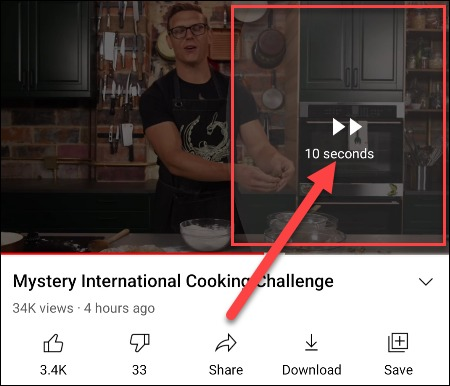 10 seconds
Mystery International Cooking Challenge
34K views · 4 hours ago
3.4K
33
Share
Download
Save